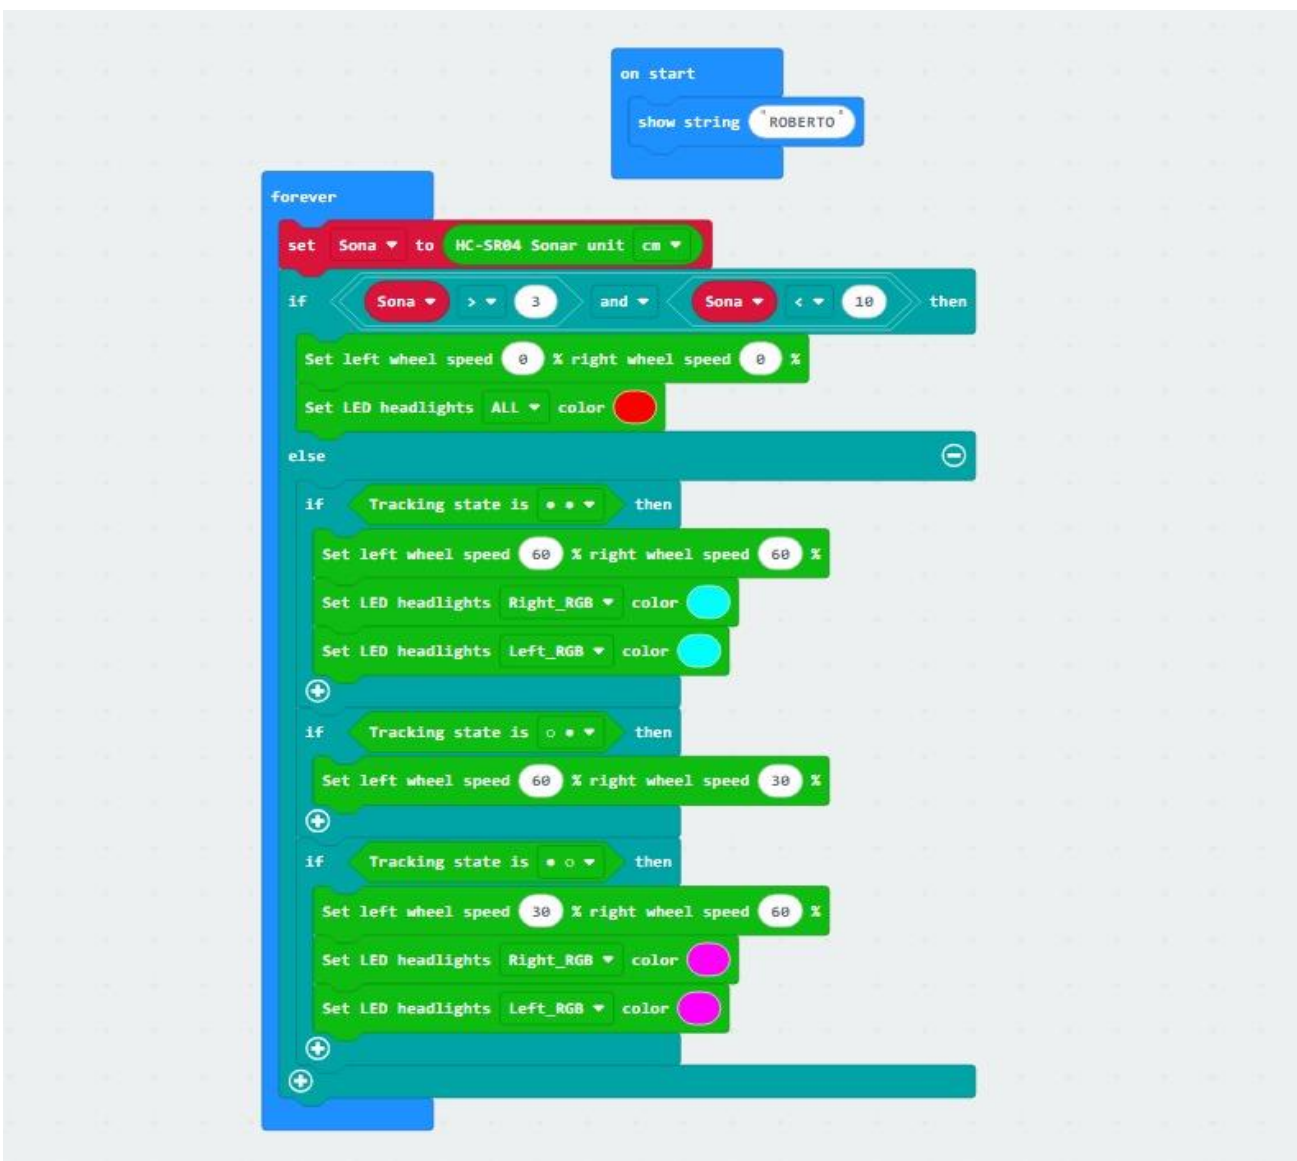 on start
show string "ROBERTO"
forever
set Sona to HC-SR04 Sonar unit cm
if Sona > 3 and Sona < 10 then
Set left wheel speed 0 % right wheel speed 0 %
Set LED headlights ALL color
else
if Tracking state is ● ● then
Set left wheel speed 60 % right wheel speed 60 %
Set LED headlights Right_RGB color
Set LED headlights Left_RGB color
if Tracking state is ○ ● then
Set left wheel speed 60 % right wheel speed 30 %
if Tracking state is ● ○ then
Set left wheel speed 30 % right wheel speed 60 %
Set LED headlights Right_RGB color
Set LED headlights Left_RGB color